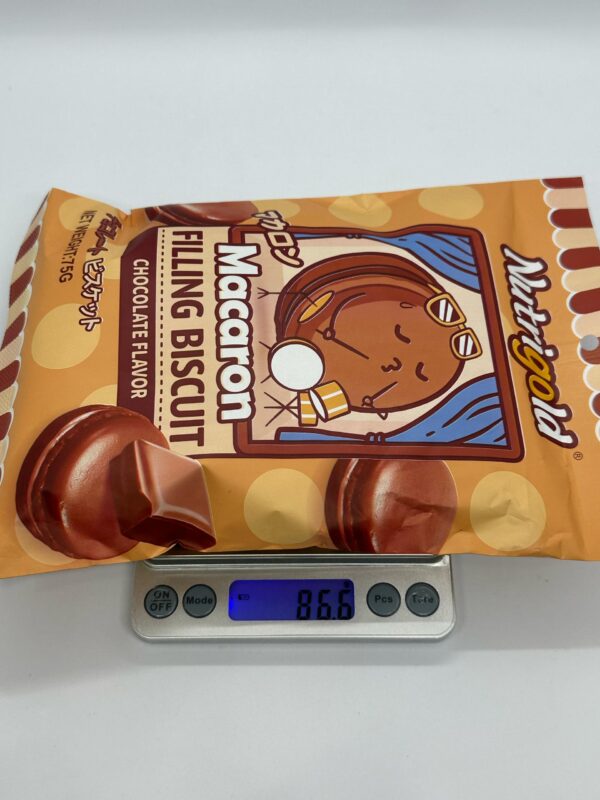 Nutrigold®
マカロン
Macaron
FILLING BISCUIT
CHOCOLATE FLAVOR
チョコレート ビスケット
NET WEIGHT:75G
ON
OFF
Mode
86.6
Pcs
Tare